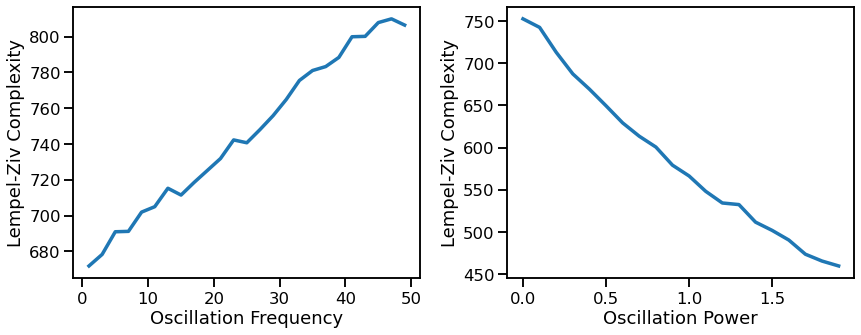 800
780
760
740
720
700
680
Lempel-Ziv Complexity
0 10 20 30 40 50
Oscillation Frequency
750
700
650
600
550
500
450
Lempel-Ziv Complexity
0.0 0.5 1.0 1.5
Oscillation Power